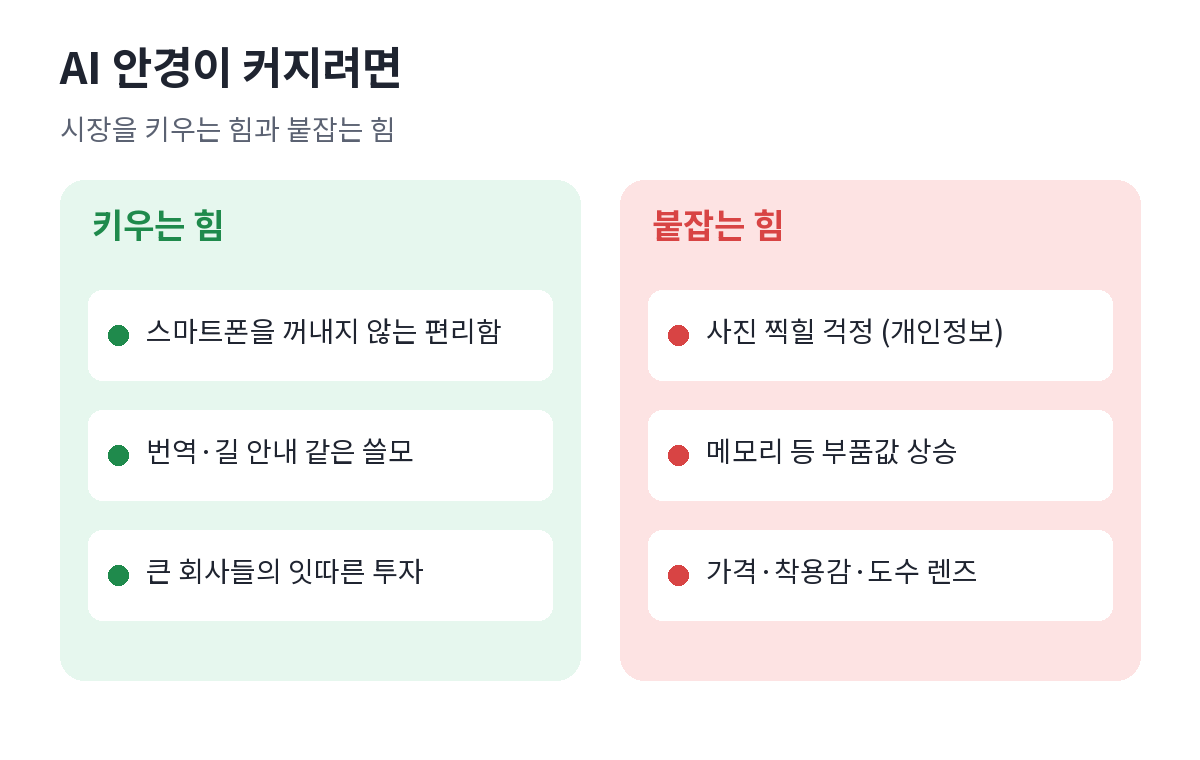 AI 안경이 커지려면
시장을 키우는 힘과 붙잡는 힘
키우는 힘
스마트폰을 꺼내지 않는 편리함
번역·길 안내 같은 쓸모
큰 회사들의 잇따른 투자
붙잡는 힘
사진 찍힐 걱정 (개인정보)
메모리 등 부품값 상승
가격·착용감·도수 렌즈